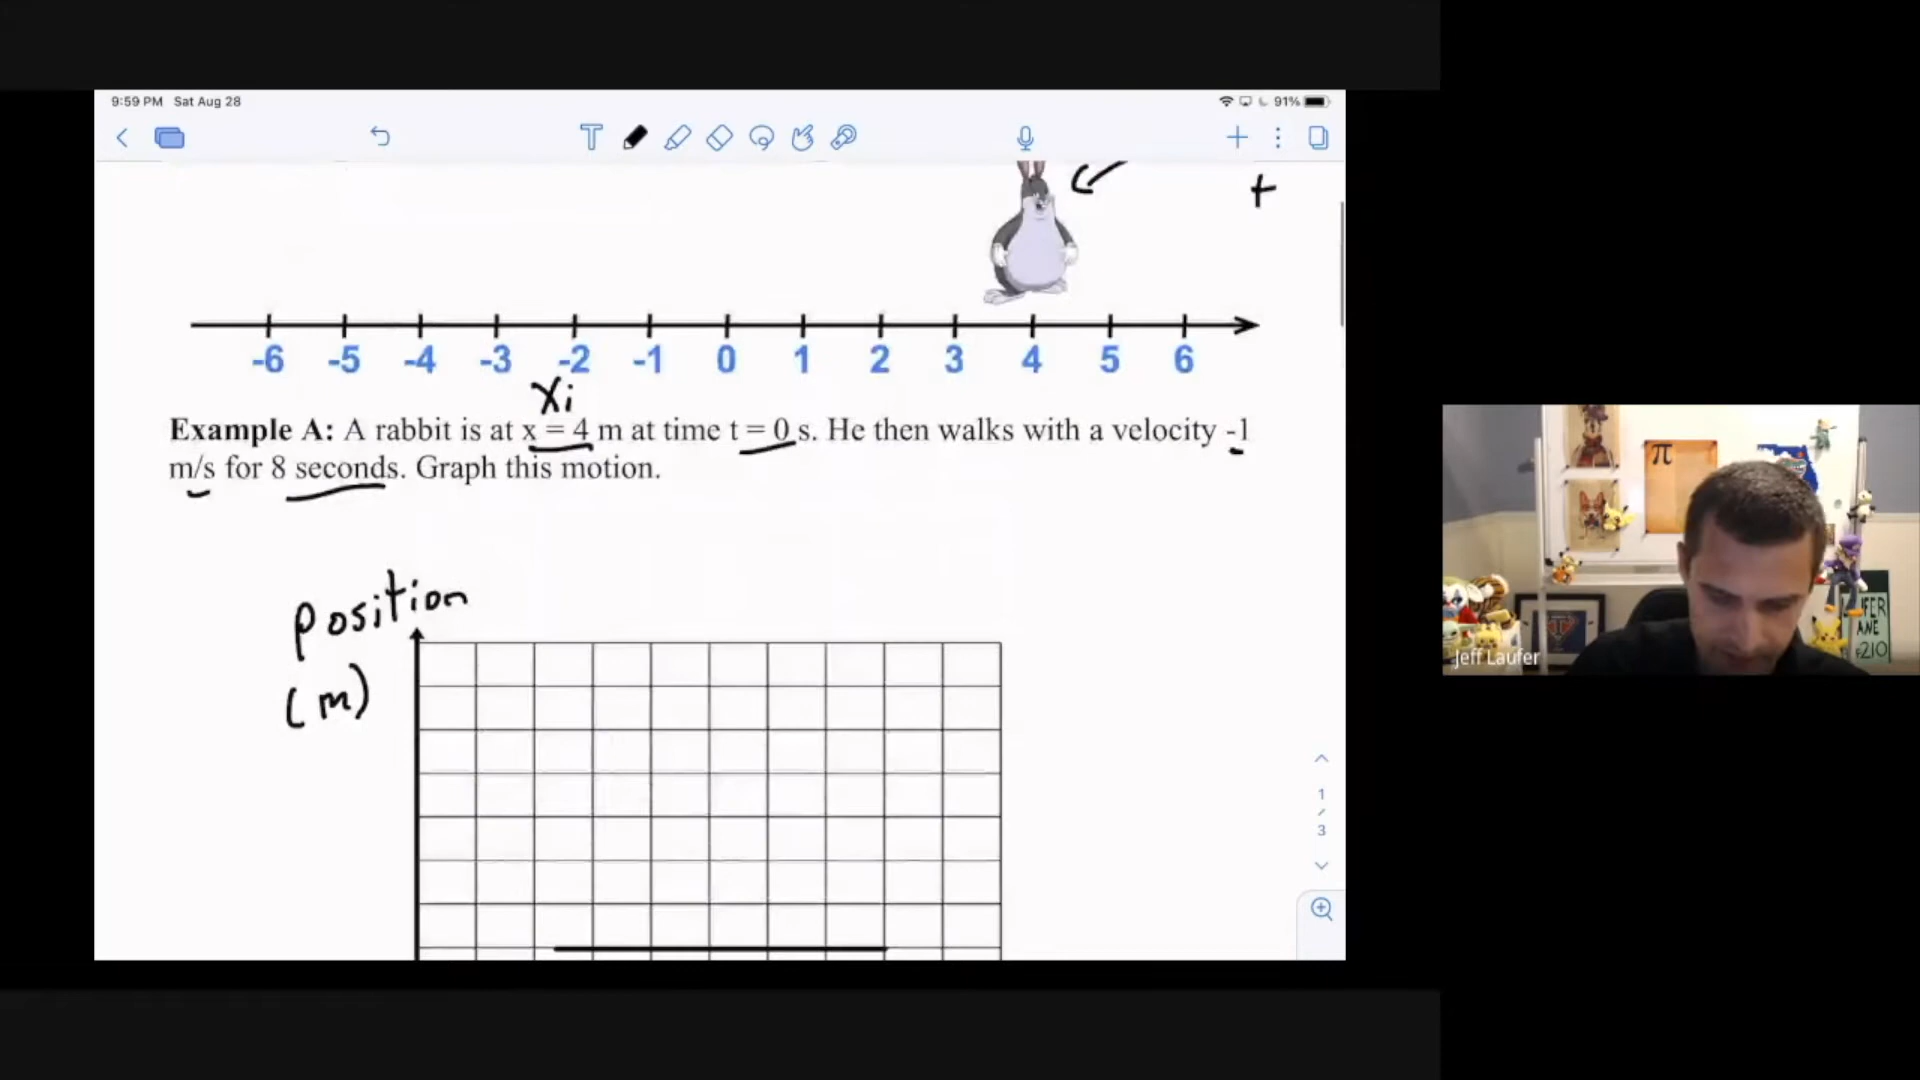 9:59 PM Sat Aug 28
91%
+
-6 -5 -4 -3 -2 -1 0 1 2 3 4 5 6
Xi
Example A: A rabbit is at x = 4 m at time t = 0 s. He then walks with a velocity -1
m/s for 8 seconds. Graph this motion.
Position
(m)
1
/
3
π
Jeff Laufer
ANE